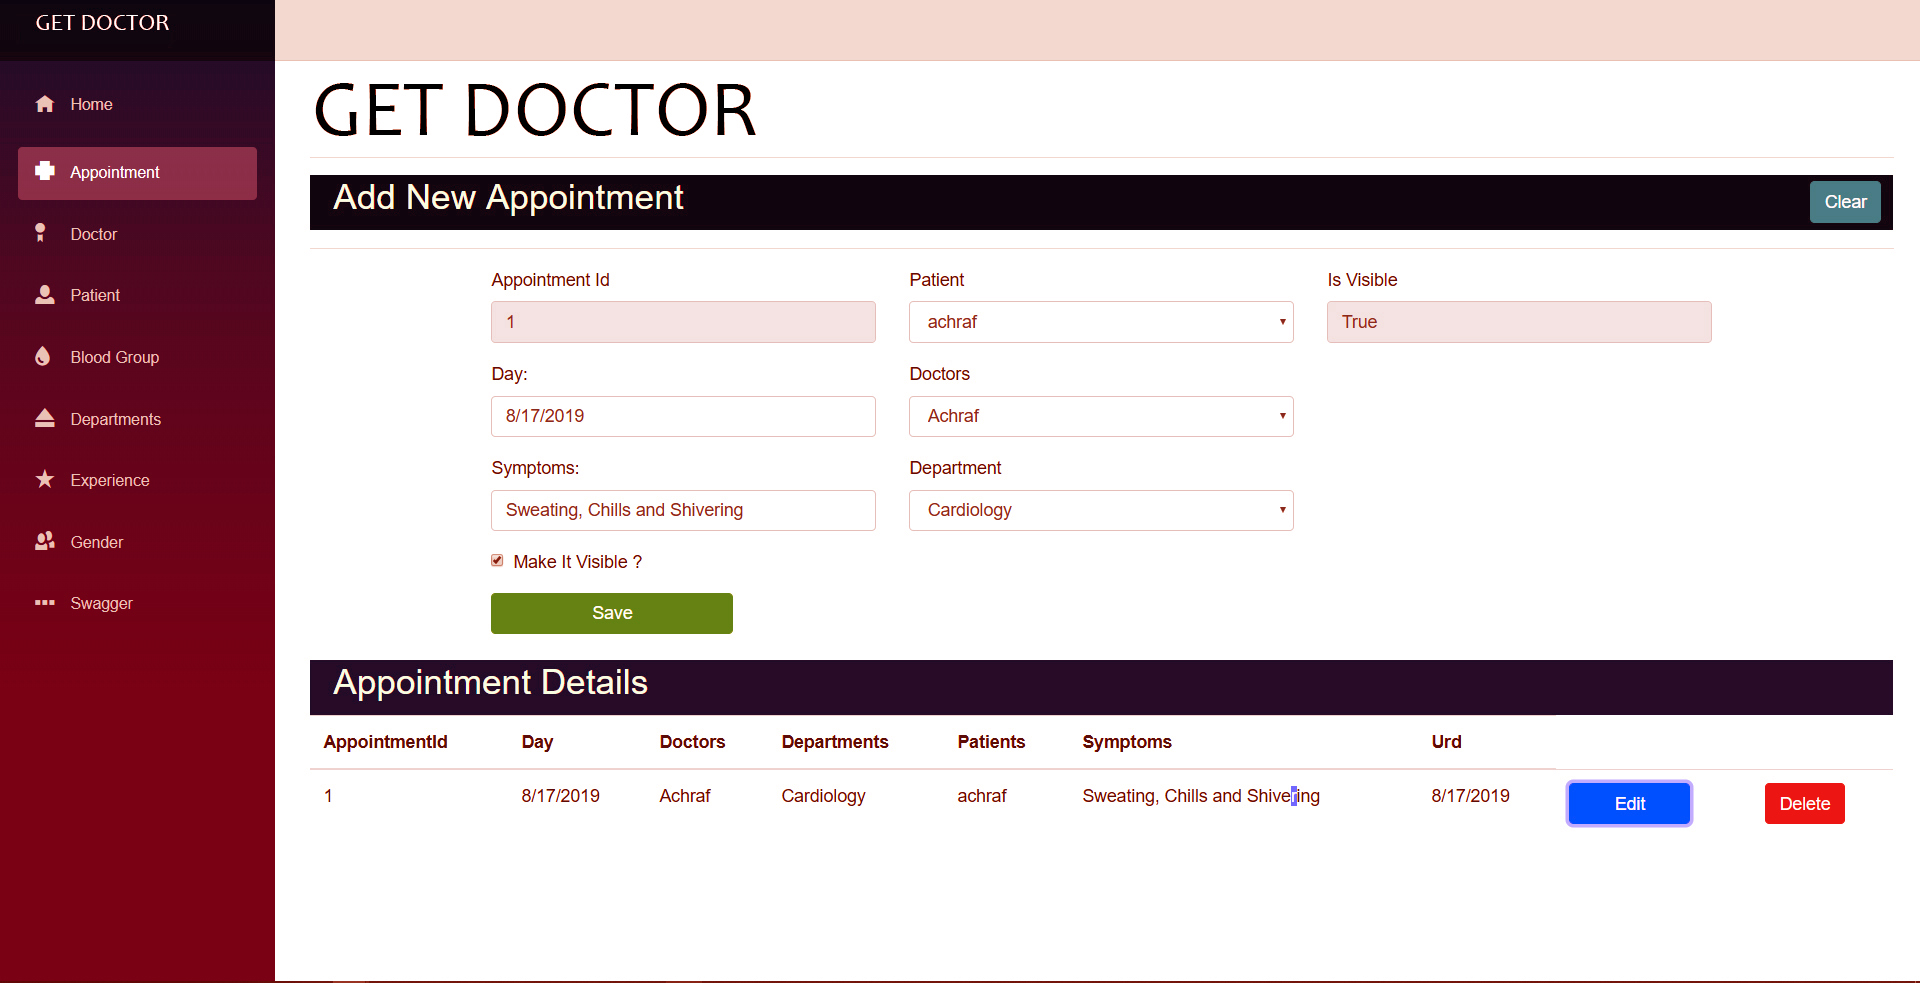 GET DOCTOR
Home
Appointment
Doctor
Patient
Blood Group
Departments
Experience
Gender
Swagger
GET DOCTOR
Add New Appointment Clear
Appointment Id Patient Is Visible
1 achraf True
Day: Doctors
8/17/2019 Achraf
Symptoms: Department
Sweating, Chills and Shivering Cardiology
Make It Visible ?
Save
Appointment Details
AppointmentId Day Doctors Departments Patients Symptoms Urd
1 8/17/2019 Achraf Cardiology achraf Sweating, Chills and Shivering 8/17/2019 Edit Delete